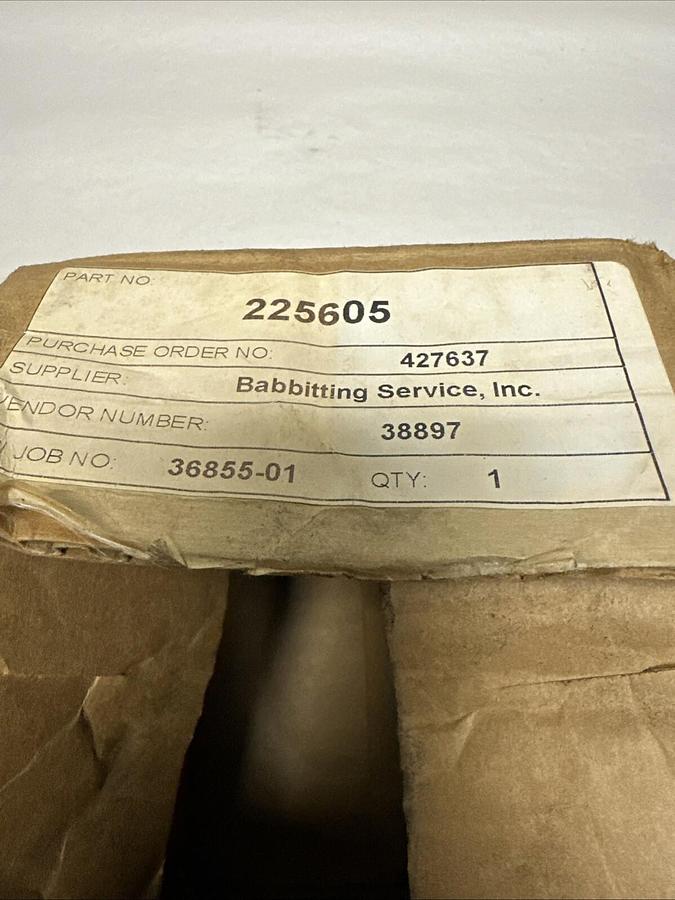 PART NO:
225605
PURCHASE ORDER NO: 427637
SUPPLIER: Babbitting Service, Inc.
VENDOR NUMBER: 38897
JOB NO: 36855-01 QTY: 1